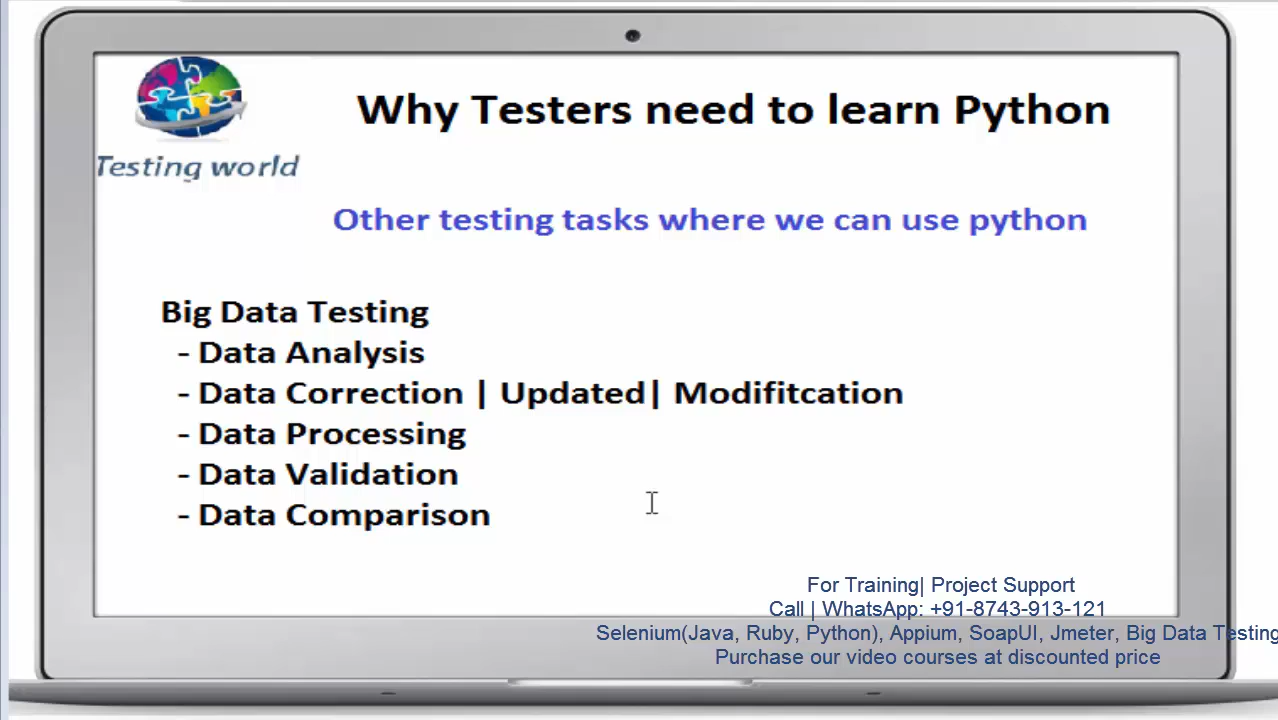 Why Testers need to learn Python
Testing world
Other testing tasks where we can use python
Big Data Testing
- Data Analysis
- Data Correction | Updated| Modifitcation
- Data Processing
- Data Validation
- Data Comparison
For Training| Project Support
Call | WhatsApp: +91-8743-913-121
Selenium(Java, Ruby, Python), Appium, SoapUI, Jmeter, Big Data Testing
Purchase our video courses at discounted price